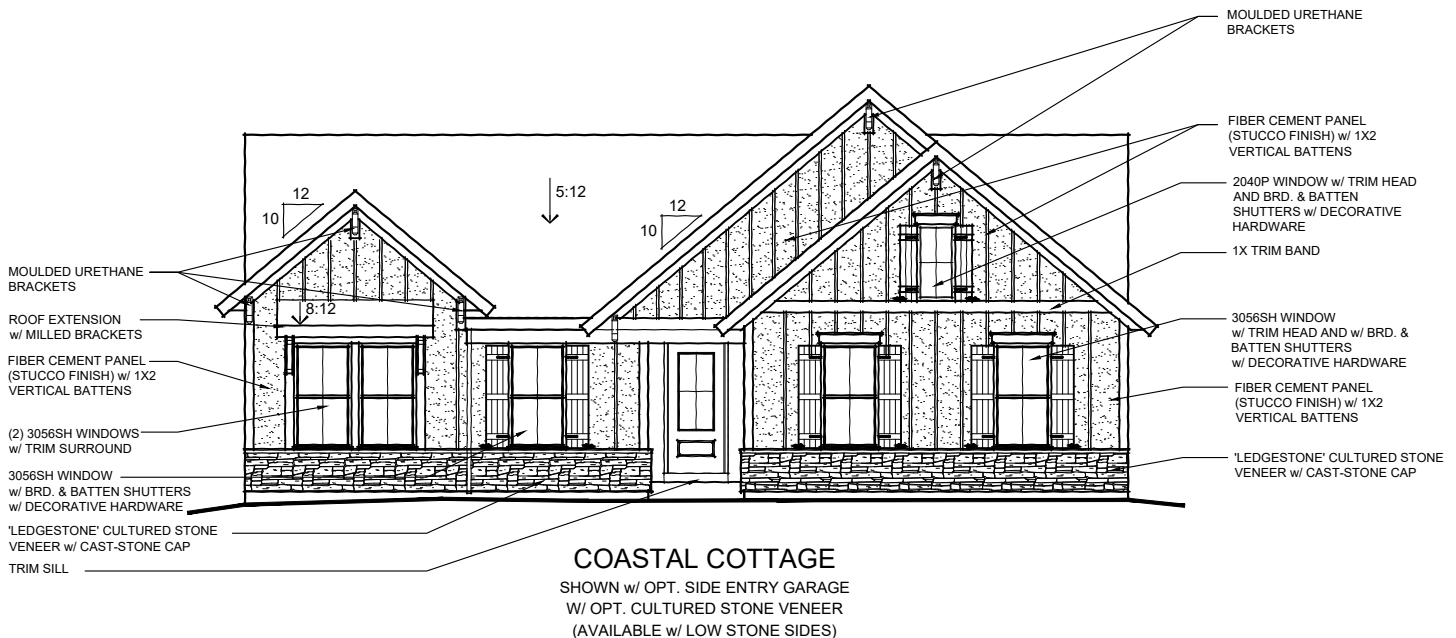 MOULDED URETHANE
BRACKETS
FIBER CEMENT PANEL
(STUCCO FINISH) w/ 1X2
VERTICAL BATTENS
2040P WINDOW w/ TRIM HEAD
AND BRD. & BATTEN
SHUTTERS w/ DECORATIVE
HARDWARE
1X TRIM BAND
3056SH WINDOW
w/ TRIM HEAD AND w/ BRD. &
BATTEN SHUTTERS
w/ DECORATIVE HARDWARE
FIBER CEMENT PANEL
(STUCCO FINISH) w/ 1X2
VERTICAL BATTENS
'LEDGESTONE' CULTURED STONE
VENEER w/ CAST-STONE CAP
12
10
5:12
12
10
8:12
MOULDED URETHANE
BRACKETS
ROOF EXTENSION
w/ MILLED BRACKETS
FIBER CEMENT PANEL
(STUCCO FINISH) w/ 1X2
VERTICAL BATTENS
(2) 3056SH WINDOWS
w/ TRIM SURROUND
3056SH WINDOW
w/ BRD. & BATTEN SHUTTERS
w/ DECORATIVE HARDWARE
'LEDGESTONE' CULTURED STONE
VENEER w/ CAST-STONE CAP
TRIM SILL
COASTAL COTTAGE
SHOWN w/ OPT. SIDE ENTRY GARAGE
W/ OPT. CULTURED STONE VENEER
(AVAILABLE w/ LOW STONE SIDES)